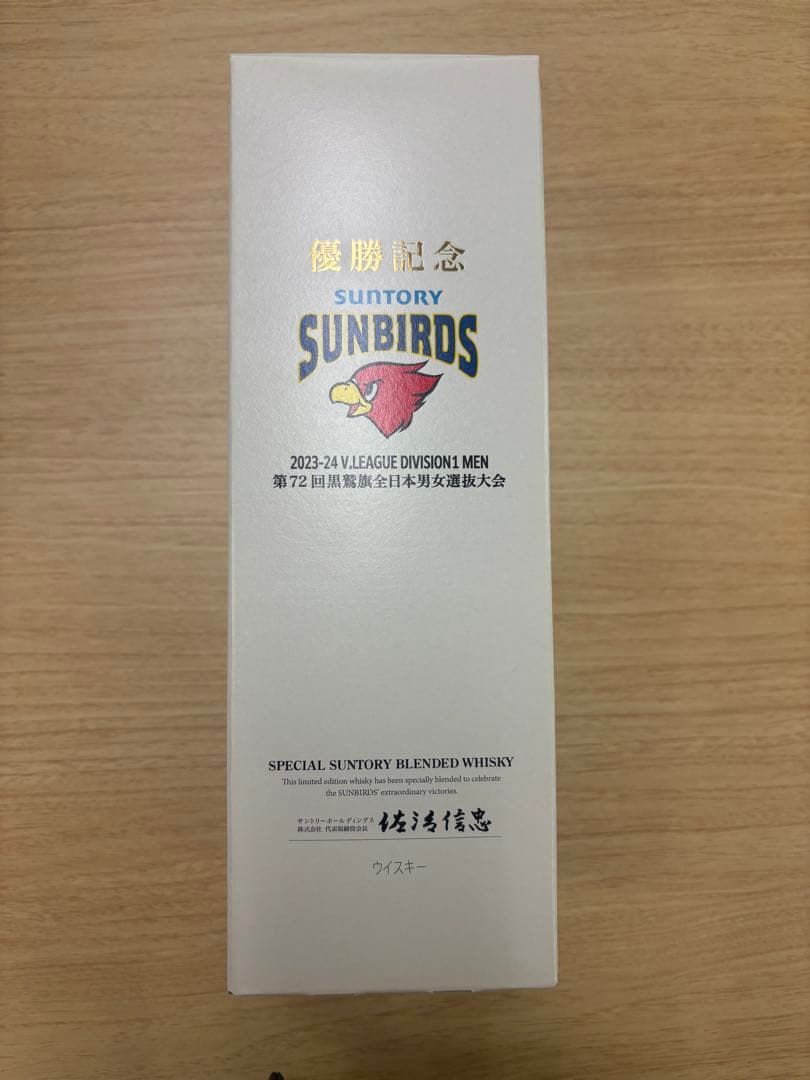 優勝記念
SUNTORY
SUNBIRDS
2023-24 V.LEAGUE DIVISION1 MEN
第72回黒鷲旗全日本男女選抜大会
SPECIAL SUNTORY BLENDED WHISKY
This limited edition whisky has been specially blended to celebrate
the SUNBIRDS' extraordinary victories.
サントリーホールディングス
株式会社 代表取締役会長 佐治信忠
ウイスキー